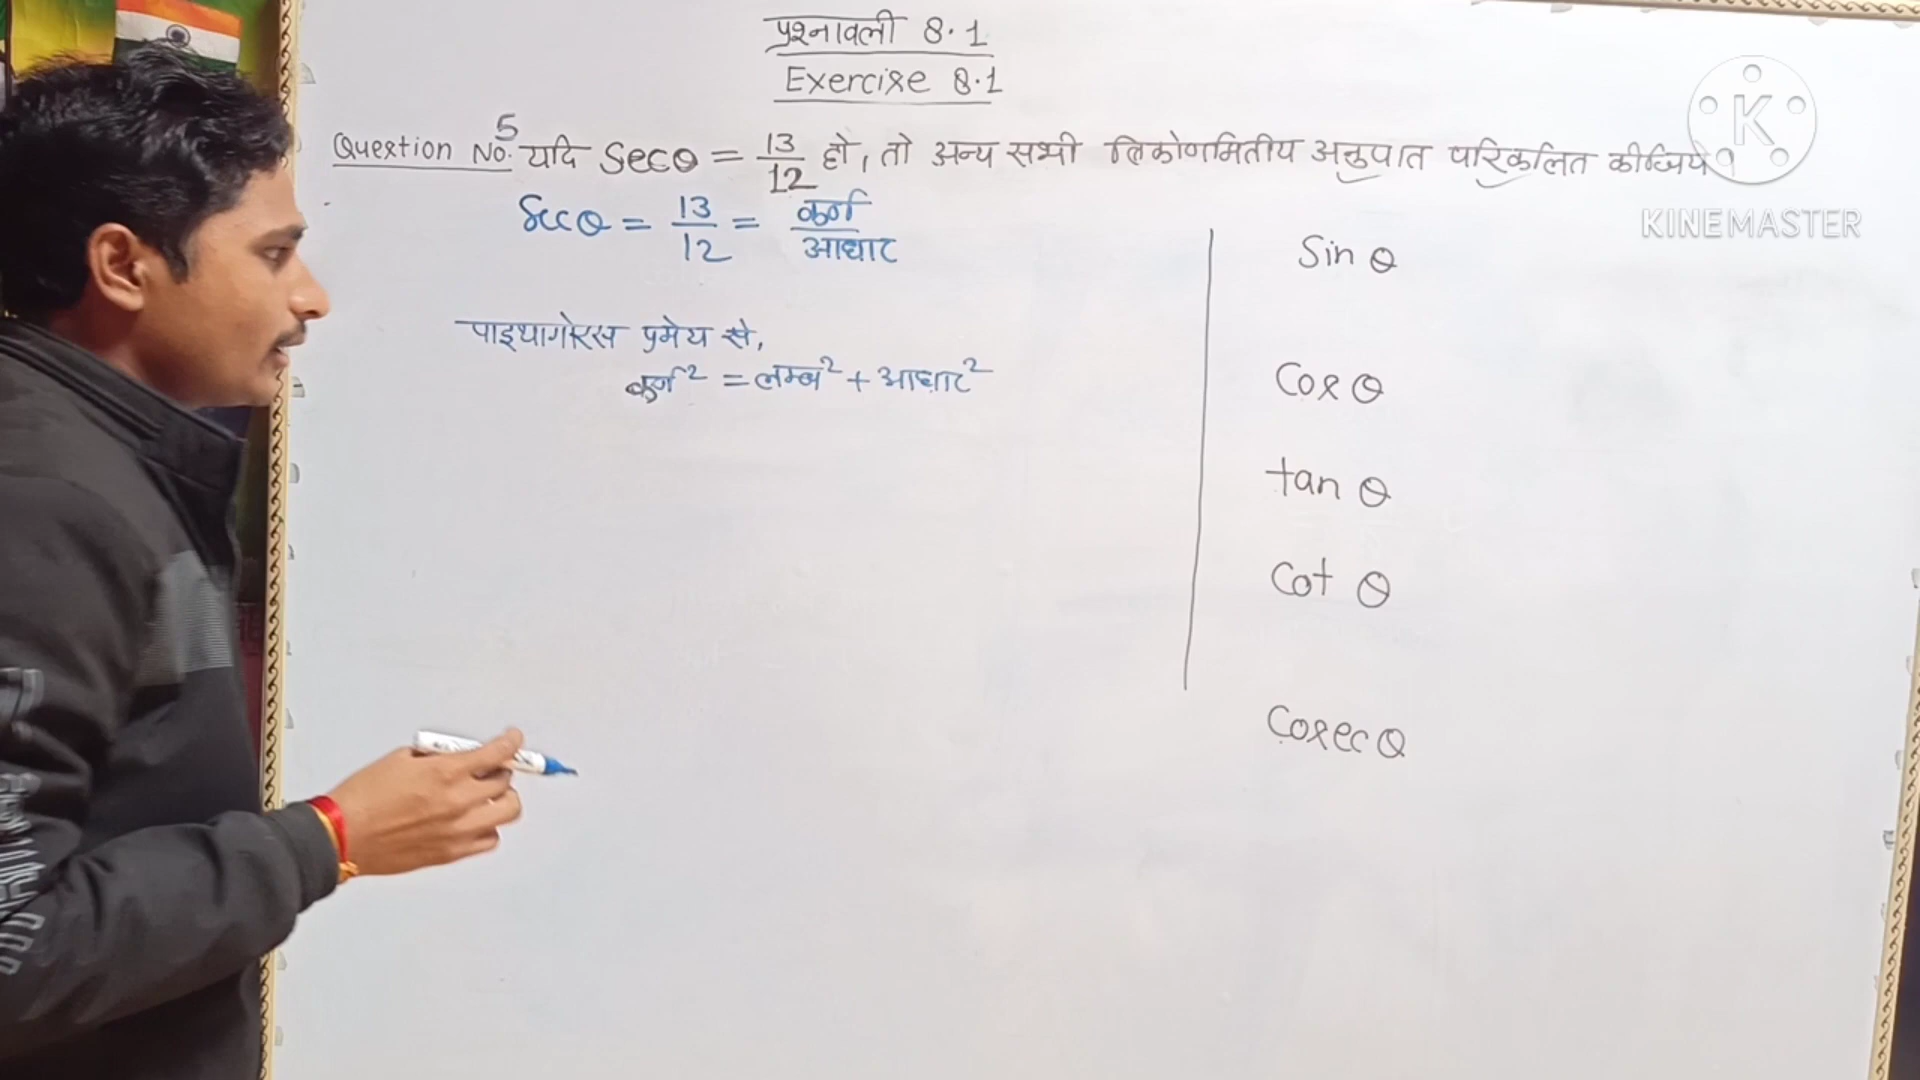 प्रश्नावली 8.1
Exercise 8.1
Question No. 5 यदि Secθ = 13/12 हो, तो अन्य सभी त्रिकोणमितीय अनुपात परिकलित कीजिये।
Secθ = 13/12 = कर्ण/आधार
पाइथागोरस प्रमेय से,
कर्ण² = लम्ब² + आधार²
Sin θ
Cos θ
tan θ
Cot θ
Cosec θ
K
KINEMASTER